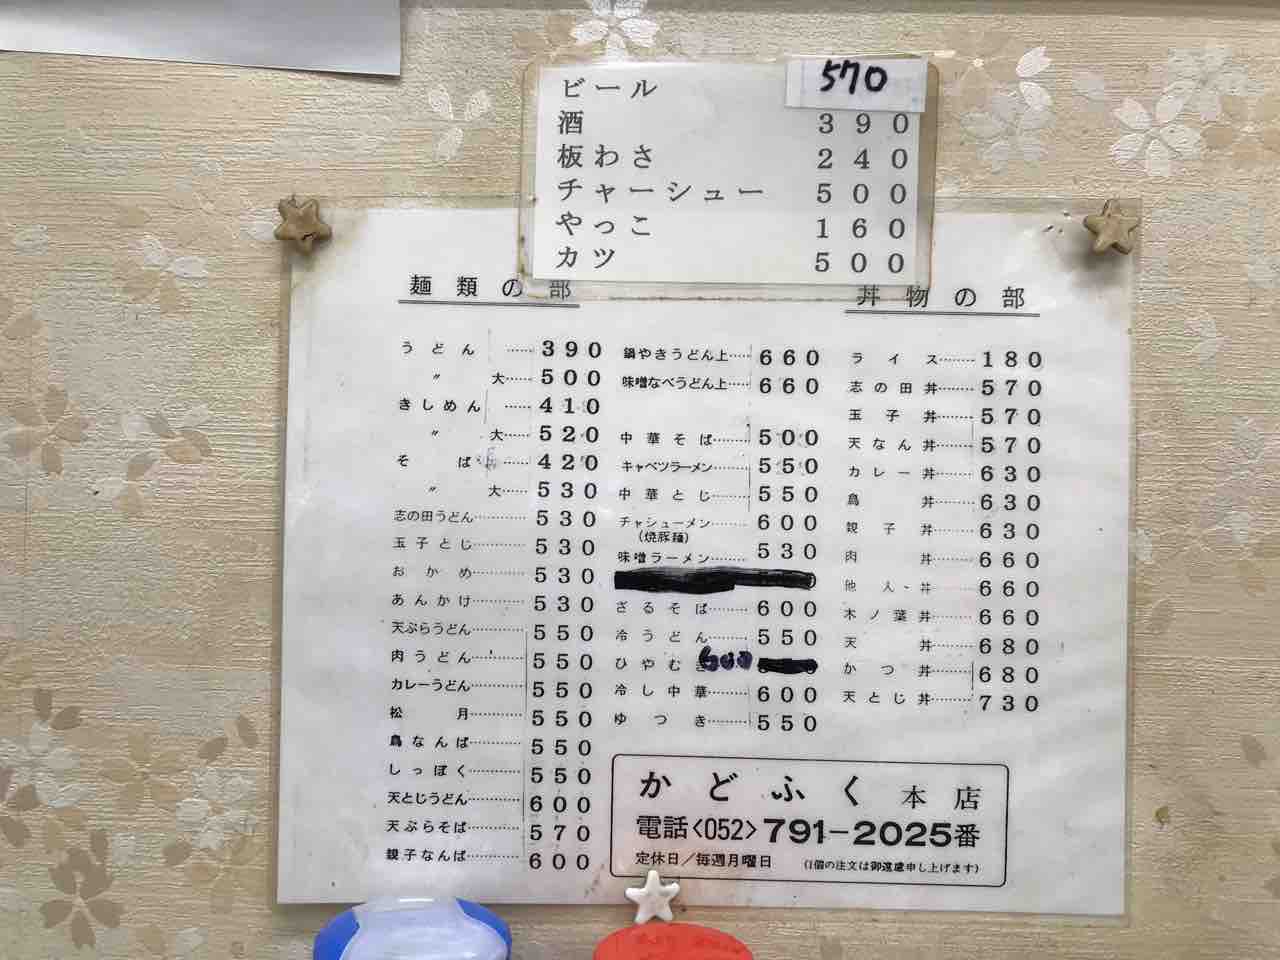 ビール 570
酒 390
板わさ 240
チャーシュー 500
やっこ 160
カツ 500
麺類の部
うどん……390
〃 大……500
きしめん……410
〃 大……520
そば……420
〃 大……530
志の田うどん……530
玉子とじ……530
おかめ……530
あんかけ……530
天ぷらうどん……550
肉うどん……550
カレーうどん……550
松月……550
鳥なんば……550
しっぽく……550
天とじうどん……600
天ぷらそば……570
親子なんば……600
鍋やきうどん上……660
味噌なべうどん上……660
中華そば……500
キャベツラーメン……550
中華とじ……550
チャシューメン……600
(焼豚麺)
味噌ラーメン……530
ざるそば……600
冷うどん……550
ひやむぎ 600
冷し中華……600
ゆつき……550
丼物の部
ライス……180
志の田丼……570
玉子丼……570
天なん丼……570
カレー丼……630
鳥丼……630
親子丼……630
肉丼……660
他人丼……660
木ノ葉丼……660
天丼……680
かつ丼……680
天とじ丼……730
かどふく 本店
電話<052>791-2025番
定休日/毎週月曜日 (1個の注文は御遠慮申し上げます)